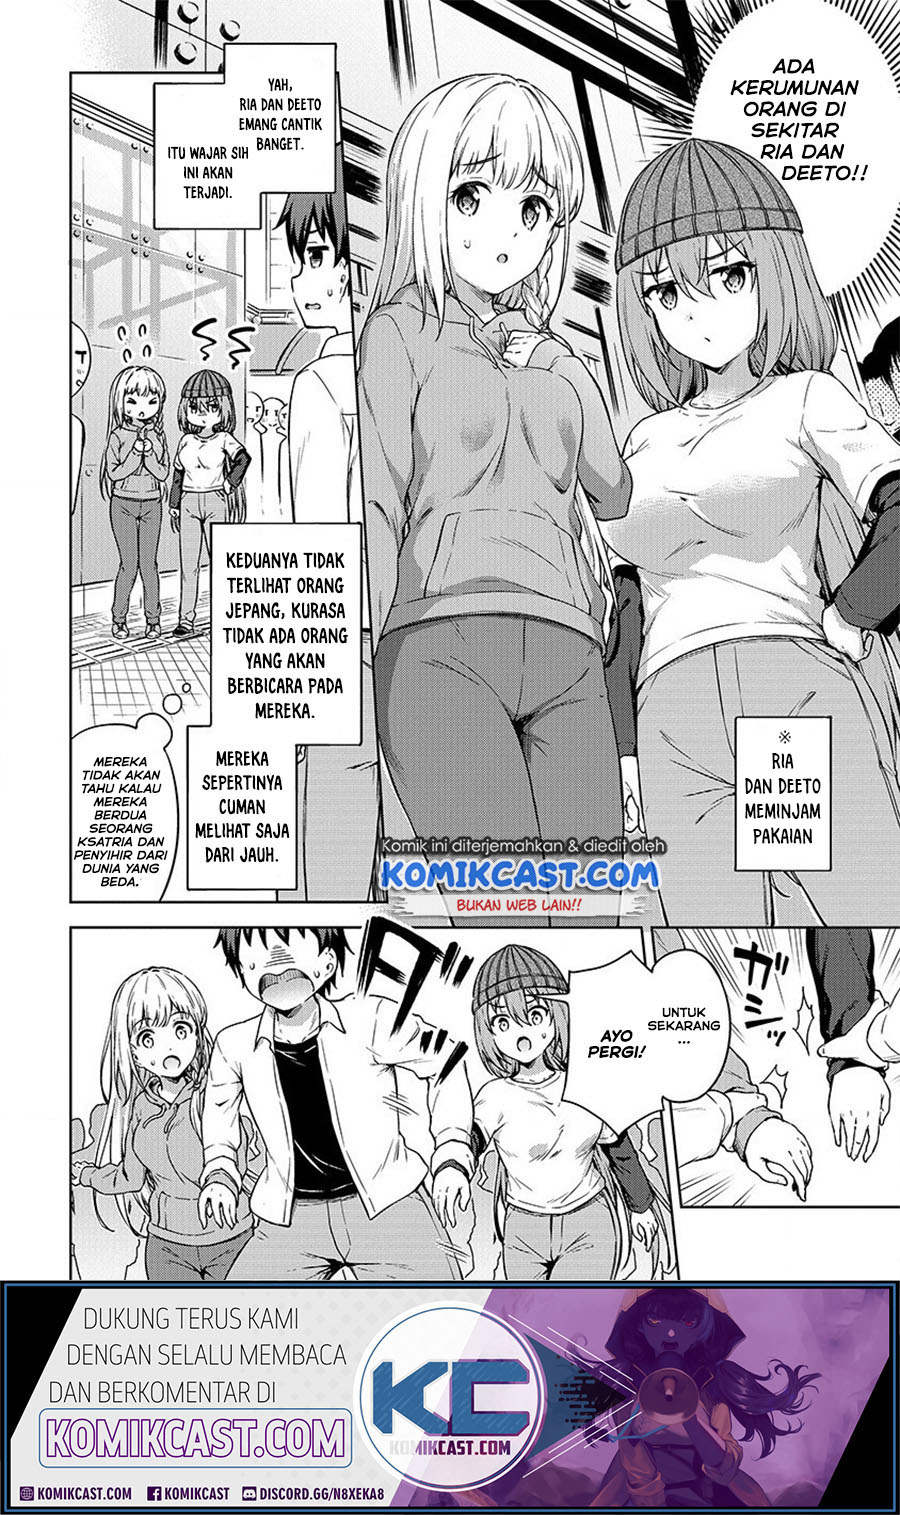 ADA
KERUMUNAN
ORANG DI
SEKITAR
RIA DAN
DEETO!!
YAH,
RIA DAN DEETO
EMANG CANTIK
BANGET.
ITU WAJAR SIH
INI AKAN
TERJADI.
KEDUANYA TIDAK
TERLIHAT ORANG
JEPANG, KURASA
TIDAK ADA ORANG
YANG AKAN
BERBICARA PADA
MEREKA.
MEREKA
SEPERTINYA
CUMAN
MELIHAT SAJA
DARI JAUH.
MEREKA
TIDAK AKAN
TAHU KALAU
MEREKA
BERDUA
SEORANG
KSATRIA DAN
PENYIHIR DARI
DUNIA YANG
BEDA.
※
RIA
DAN DEETO
MEMINJAM
PAKAIAN
Komik ini diterjemahkan & diedit oleh
KOMIKCAST.COM
BUKAN WEB LAIN!!
ガシ
UNTUK
SEKARANG
...
AYO
PERGI!
ダッ
DUKUNG TERUS KAMI
DENGAN SELALU MEMBACA
DAN BERKOMENTAR DI
KOMIKCAST.COM
KC
KOMIKCAST.COM
KOMIKCAST.COM KOMIKCAST DISCORD.GG/N8XEKA8